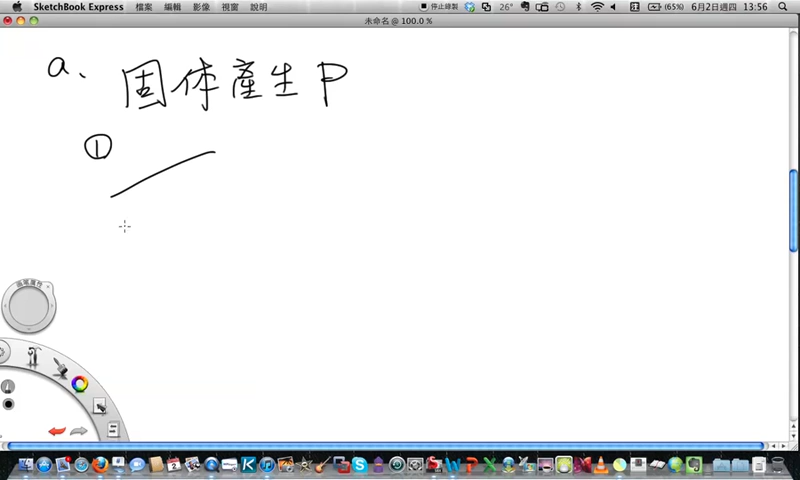 SketchBook Express 檔案 編輯 影像 視窗 說明 停止錄製 26° (65%) 6月2日週四 13:56
未命名 @ 100.0 %
a、固体產生P
①